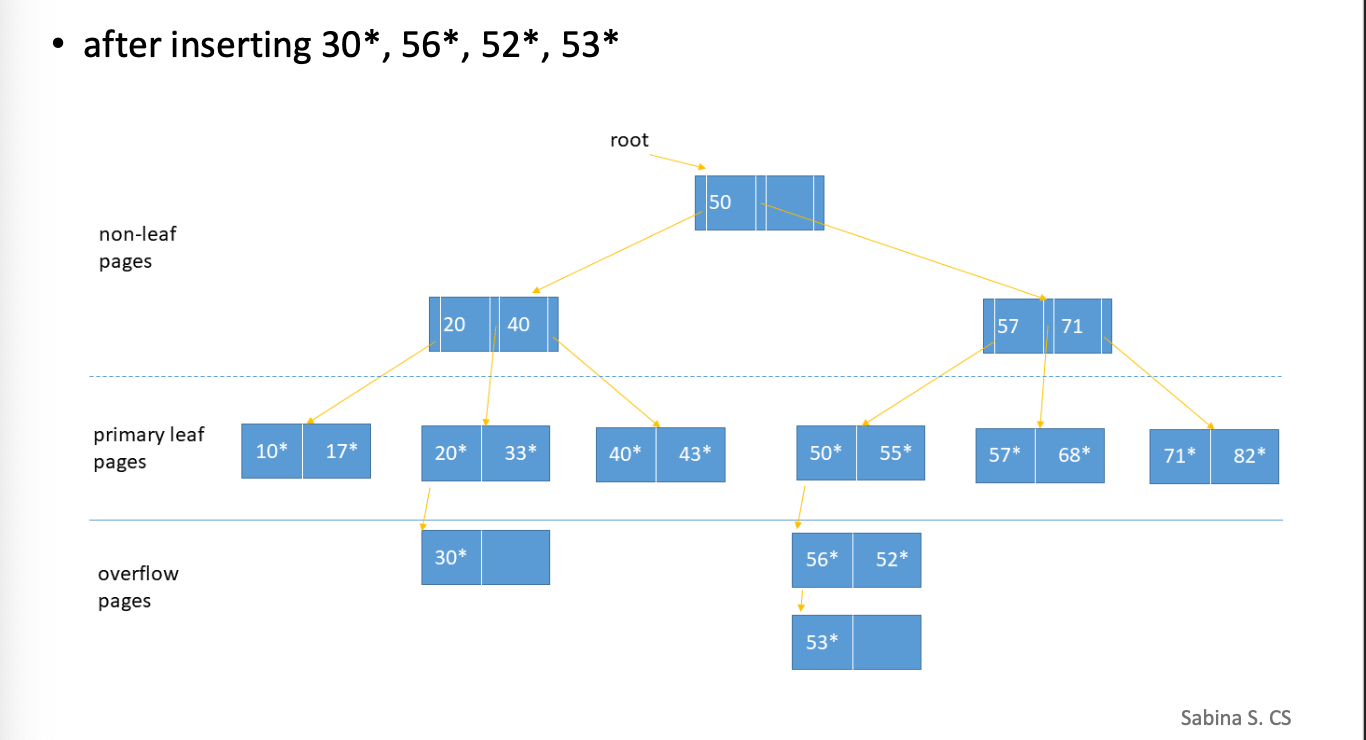 • after inserting 30*, 56*, 52*, 53*
root
50
non-leaf
pages
20 40
57 71
primary leaf
pages
10* 17*
20* 33*
40* 43*
50* 55*
57* 68*
71* 82*
overflow
pages
30*
56* 52*
53*
Sabina S. CS